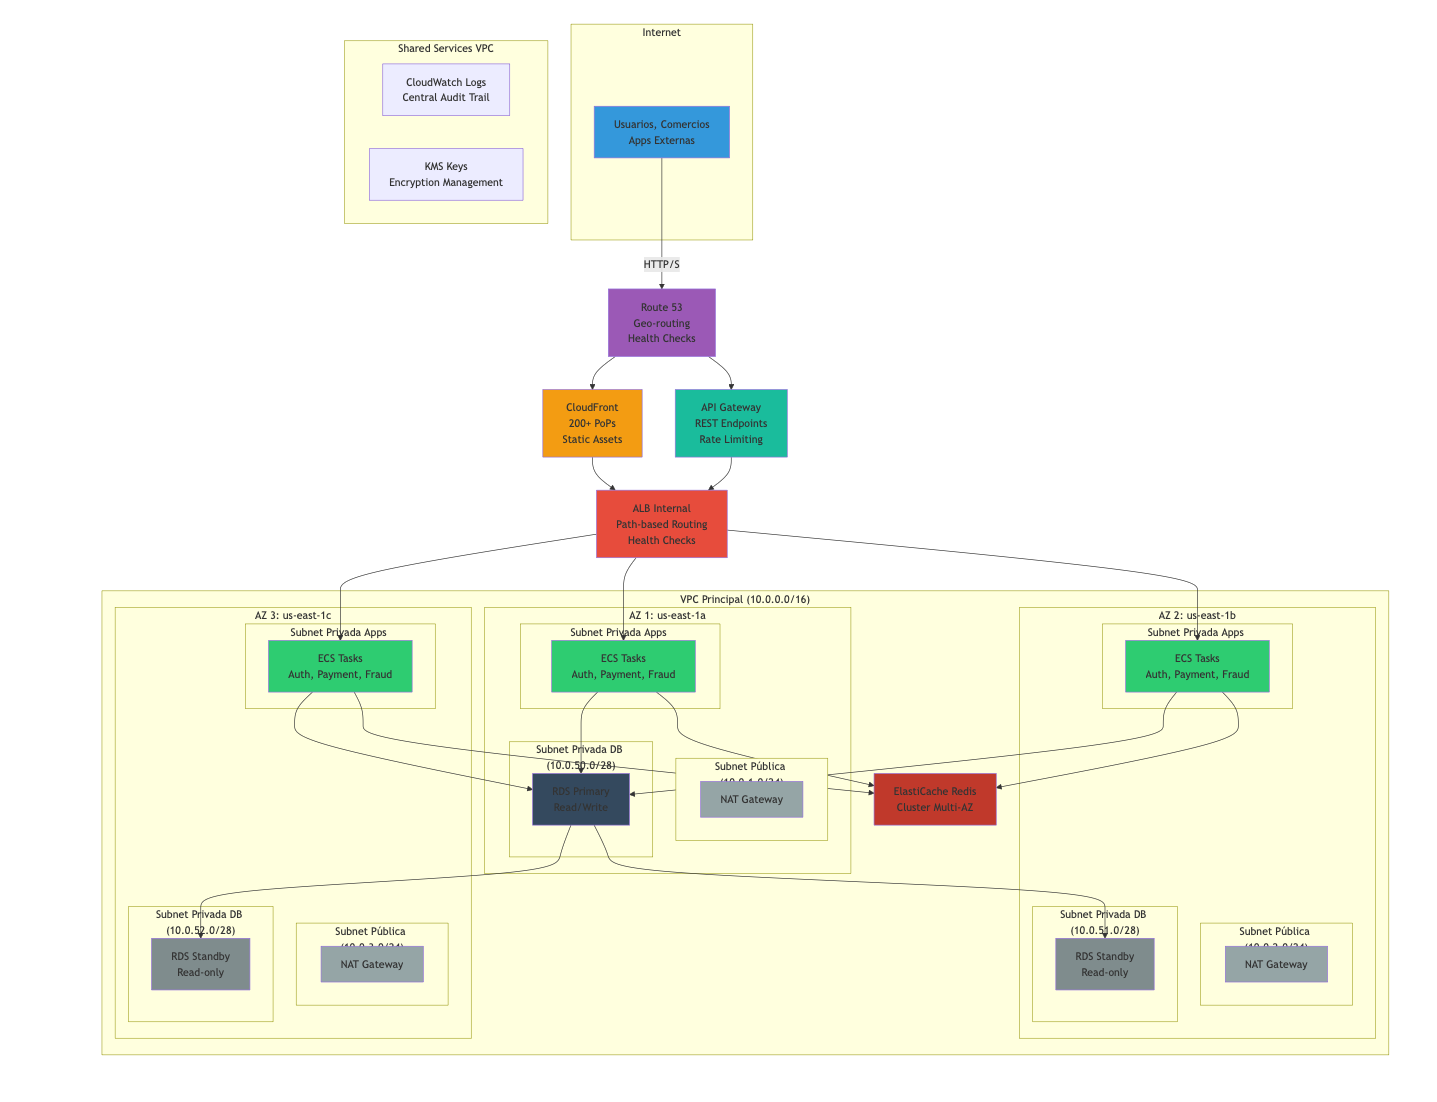 Shared Services VPC
CloudWatch Logs
Central Audit Trail
KMS Keys
Encryption Management
Internet
Usuarios, Comercios
Apps Externas
HTTP/S
Route 53
Geo-routing
Health Checks
CloudFront
200+ PoPs
Static Assets
API Gateway
REST Endpoints
Rate Limiting
ALB Internal
Path-based Routing
Health Checks
VPC Principal (10.0.0.0/16)
AZ 3: us-east-1c
Subnet Privada Apps
ECS Tasks
Auth, Payment, Fraud
AZ 1: us-east-1a
Subnet Privada Apps
ECS Tasks
Auth, Payment, Fraud
AZ 2: us-east-1b
Subnet Privada Apps
ECS Tasks
Auth, Payment, Fraud
Subnet Privada DB
(10.0.50.0/28)
RDS Primary
Read/Write
Subnet Pública
NAT Gateway
ElastiCache Redis
Cluster Multi-AZ
Subnet Privada DB
(10.0.52.0/28)
RDS Standby
Read-only
Subnet Pública
NAT Gateway
Subnet Privada DB
(10.0.51.0/28)
RDS Standby
Read-only
Subnet Pública
NAT Gateway